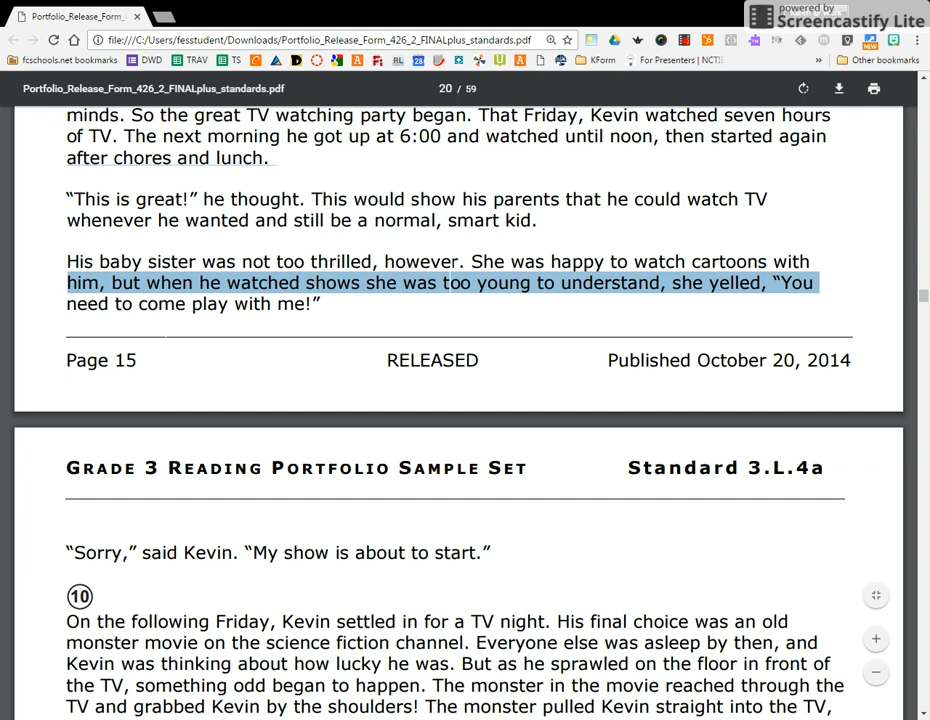 Portfolio_Release_Form_
powered by
Screencastify Lite
file:///C:/Users/fesstudent/Downloads/Portfolio_Release_Form_426_2_FINALplus_standards.pdf
fcschools.net bookmarks DWD TRAV TS KForm For Presenters | NCTI » Other bookmarks
Portfolio_Release_Form_426_2_FINALplus_standards.pdf 20 / 59
minds. So the great TV watching party began. That Friday, Kevin watched seven hours
of TV. The next morning he got up at 6:00 and watched until noon, then started again
after chores and lunch.
“This is great!” he thought. This would show his parents that he could watch TV
whenever he wanted and still be a normal, smart kid.
His baby sister was not too thrilled, however. She was happy to watch cartoons with
him, but when he watched shows she was too young to understand, she yelled, “You
need to come play with me!”
Page 15 RELEASED Published October 20, 2014
GRADE 3 READING PORTFOLIO SAMPLE SET Standard 3.L.4a
“Sorry,” said Kevin. “My show is about to start.”
10
On the following Friday, Kevin settled in for a TV night. His final choice was an old
monster movie on the science fiction channel. Everyone else was asleep by then, and
Kevin was thinking about how lucky he was. But as he sprawled on the floor in front of
the TV, something odd began to happen. The monster in the movie reached through the
TV and grabbed Kevin by the shoulders! The monster pulled Kevin straight into the TV,